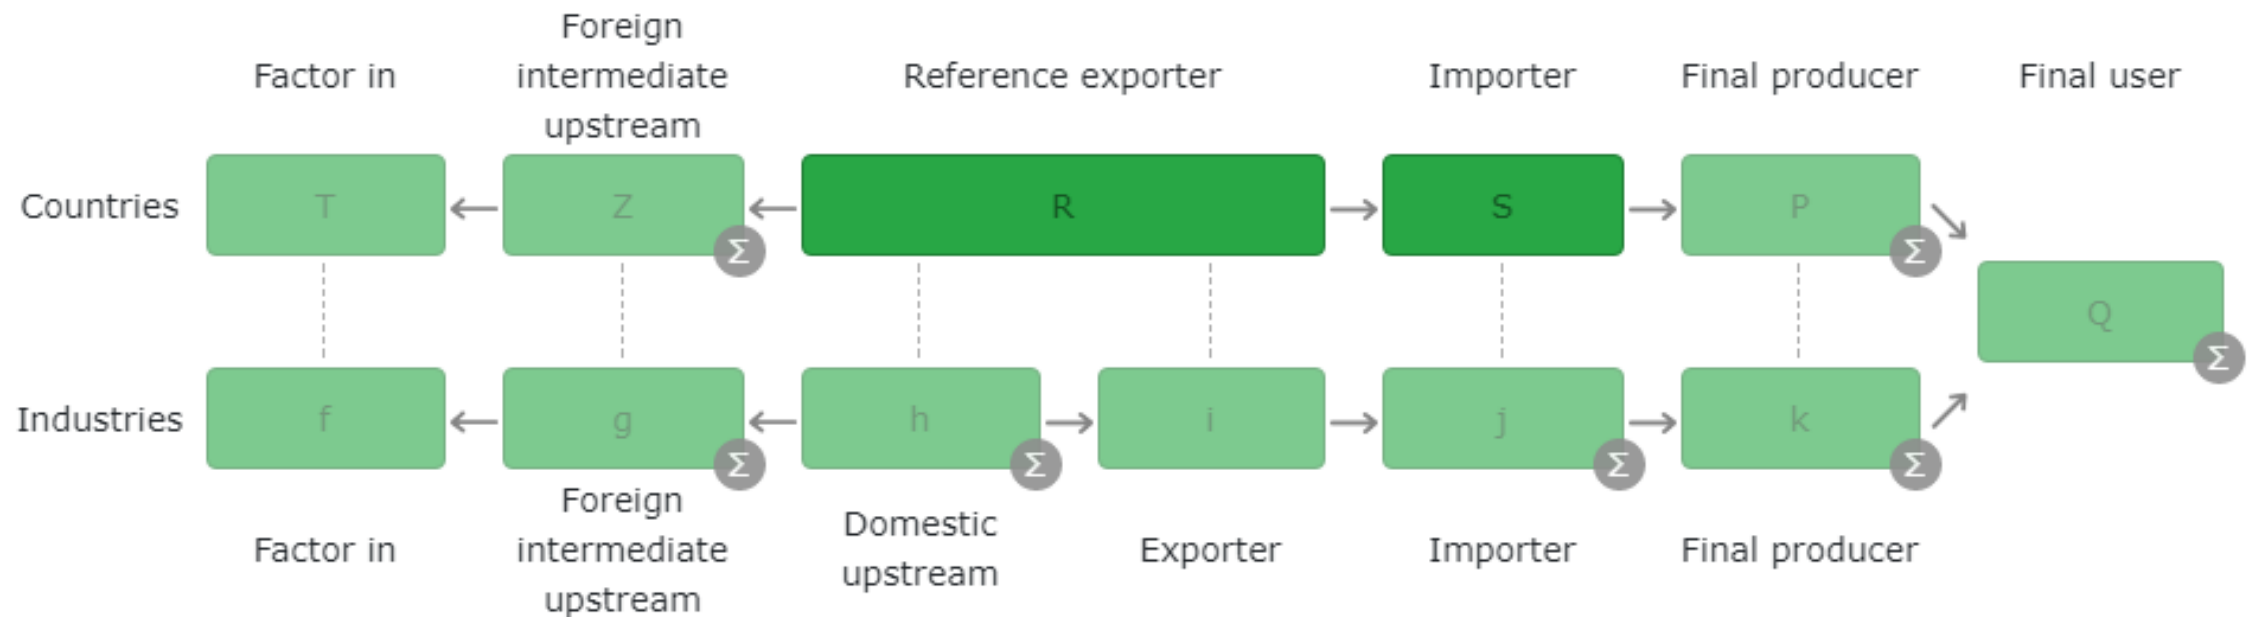 Foreign
intermediate
upstream
Factor in
Reference exporter
Importer
Final producer
Final user
Countries
T
Z
Σ
R
S
P
Σ
Q
Σ
Industries
f
g
Σ
h
Σ
i
j
Σ
k
Σ
Factor in
Foreign
intermediate
upstream
Domestic
upstream
Exporter
Importer
Final producer